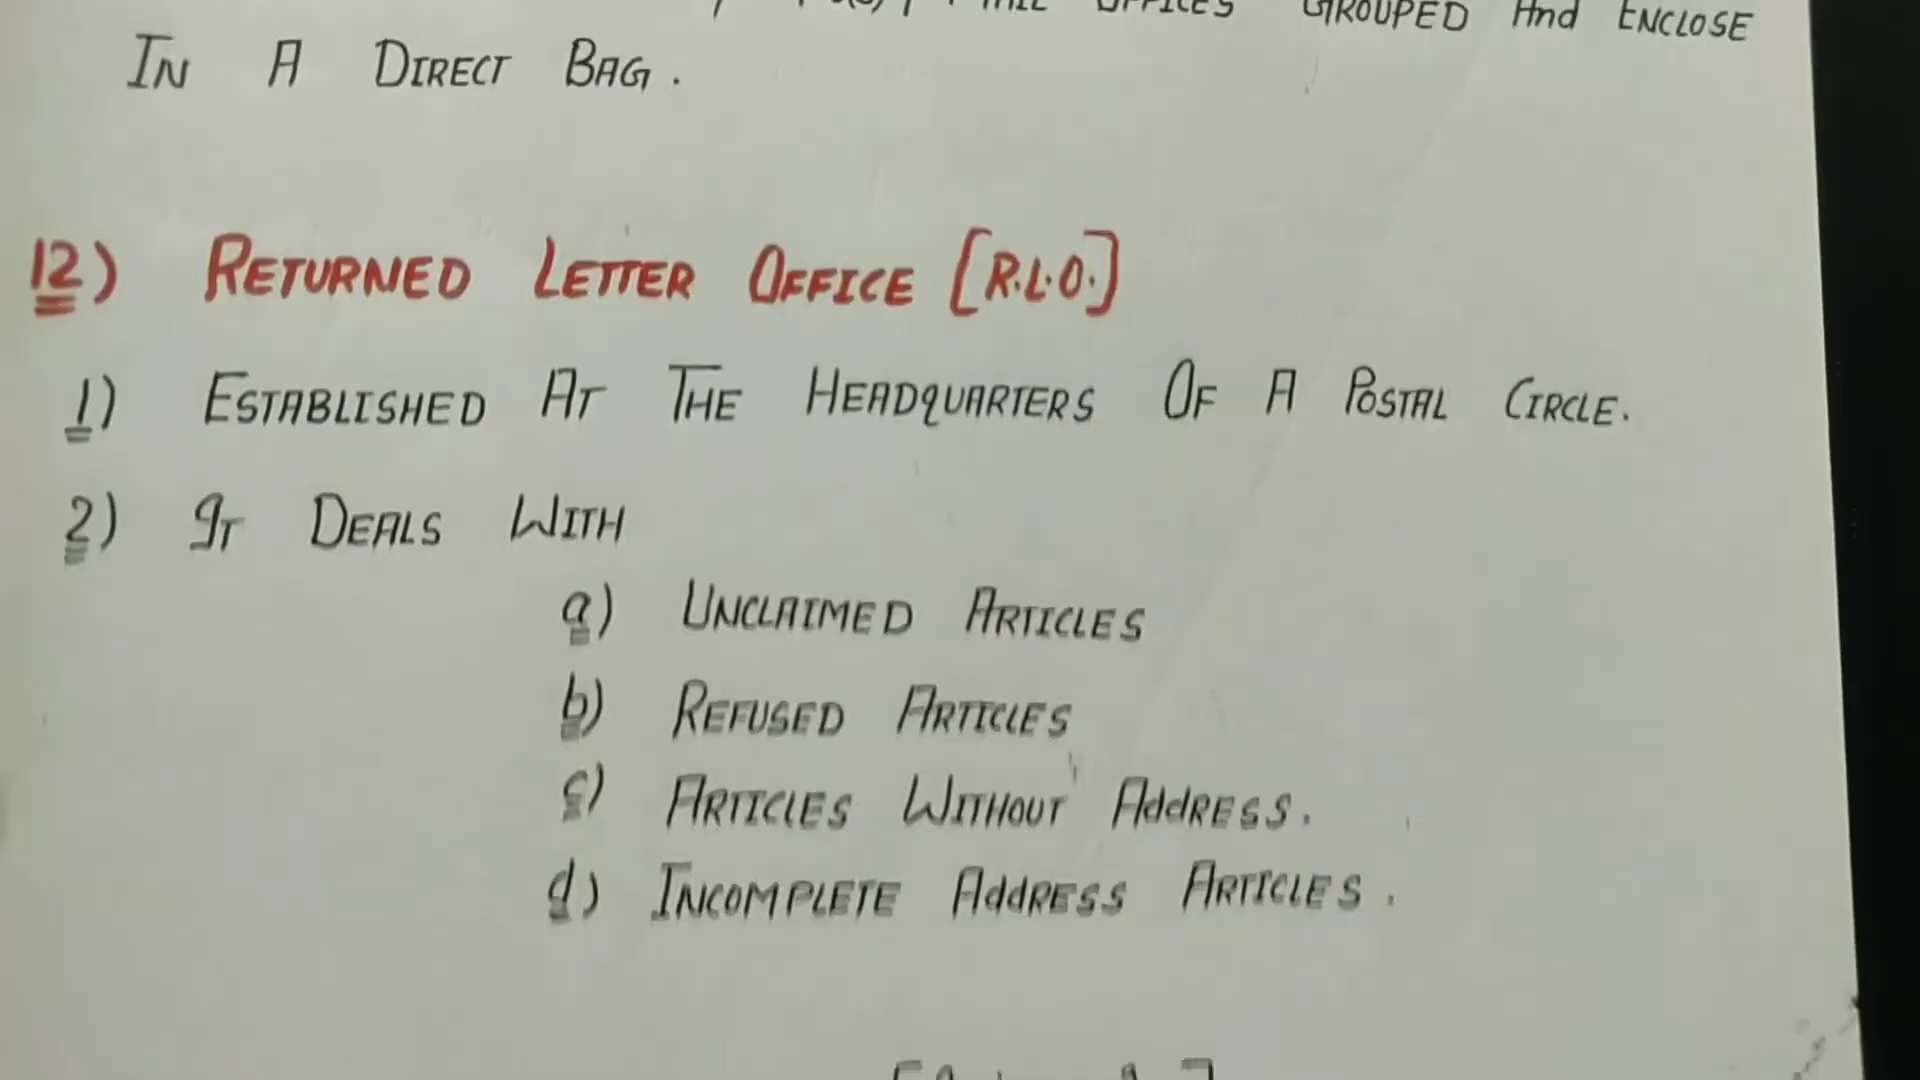 OFFICES GROUPED And ENCLOSE
IN A DIRECT BAG.
12) RETURNED LETTER OFFICE [R.L.O.]
1) ESTABLISHED AT THE HEADQUARTERS OF A POSTAL CIRCLE.
2) IT DEALS WITH
a) UNCLAIMED ARTICLES
b) REFUSED ARTICLES
c) ARTICLES WITHOUT AddRESS.
d) INCOMPLETE AddRESS ARTICLES.